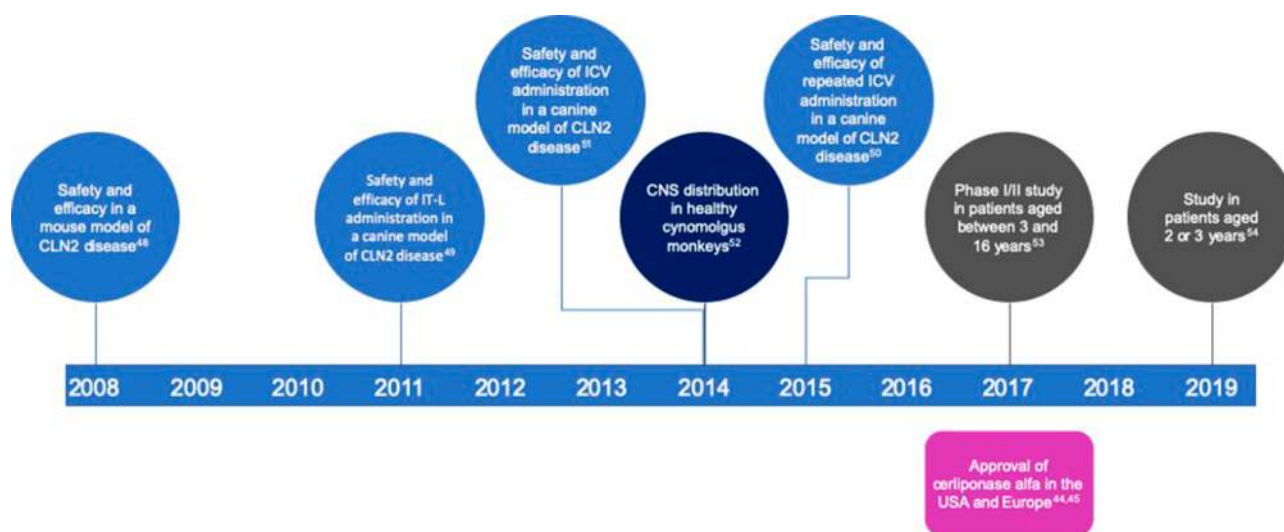 Safety and
efficacy in a
mouse model of
CLN2 disease48
Safety and
efficacy of IT-L
administration in
a canine model
of CLN2 disease49
Safety and
efficacy of ICV
administration
in a canine
model of CLN2
disease51
CNS distribution
in healthy
cynomolgus
monkeys52
Safety and
efficacy of
repeated ICV
administration
in a canine
model of CLN2
disease50
Phase I/II study
in patients aged
between 3 and
16 years53
Study in
patients aged
2 or 3 years54
2008 2009 2010 2011 2012 2013 2014 2015 2016 2017 2018 2019
Approval of
cerliponase alfa in the
USA and Europe44,45